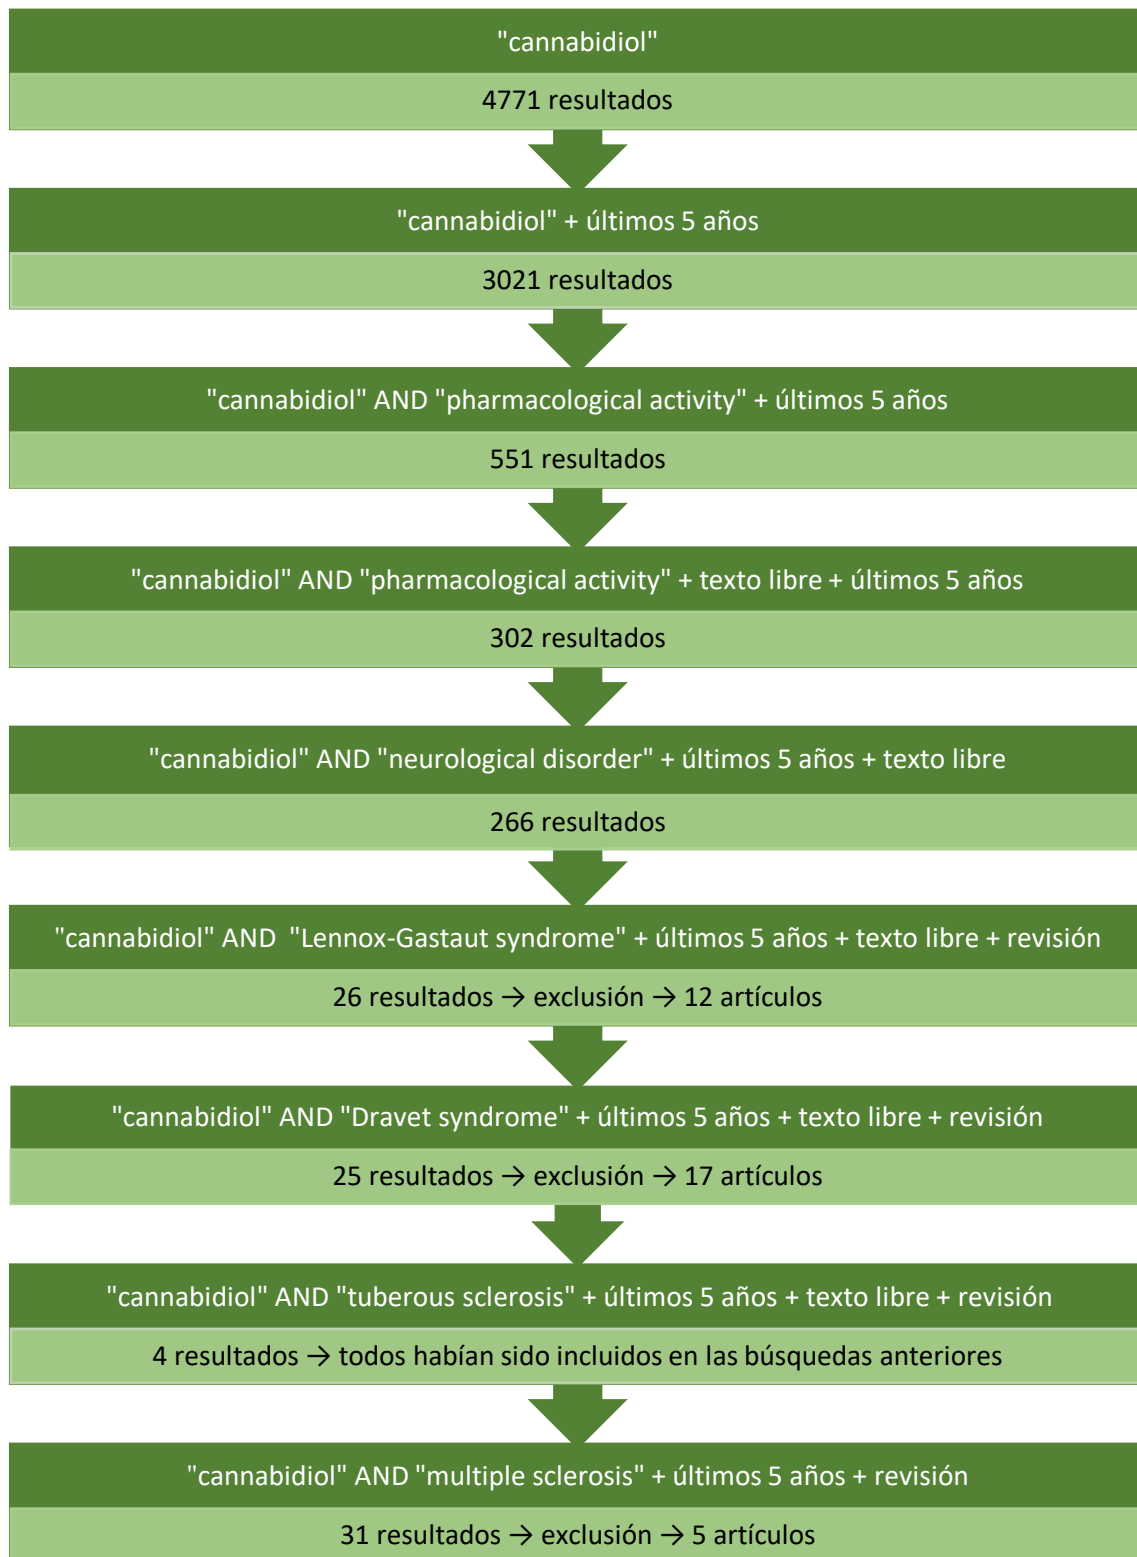 "cannabidiol"
4771 resultados
"cannabidiol" + últimos 5 años
3021 resultados
"cannabidiol" AND "pharmacological activity" + últimos 5 años
551 resultados
"cannabidiol" AND "pharmacological activity" + texto libre + últimos 5 años
302 resultados
"cannabidiol" AND "neurological disorder" + últimos 5 años + texto libre
266 resultados
"cannabidiol" AND "Lennox-Gastaut syndrome" + últimos 5 años + texto libre + revisión
26 resultados → exclusión → 12 artículos
"cannabidiol" AND "Dravet syndrome" + últimos 5 años + texto libre + revisión
25 resultados → exclusión → 17 artículos
"cannabidiol" AND "tuberous sclerosis" + últimos 5 años + texto libre + revisión
4 resultados → todos habían sido incluidos en las búsquedas anteriores
"cannabidiol" AND "multiple sclerosis" + últimos 5 años + revisión
31 resultados → exclusión → 5 artículos